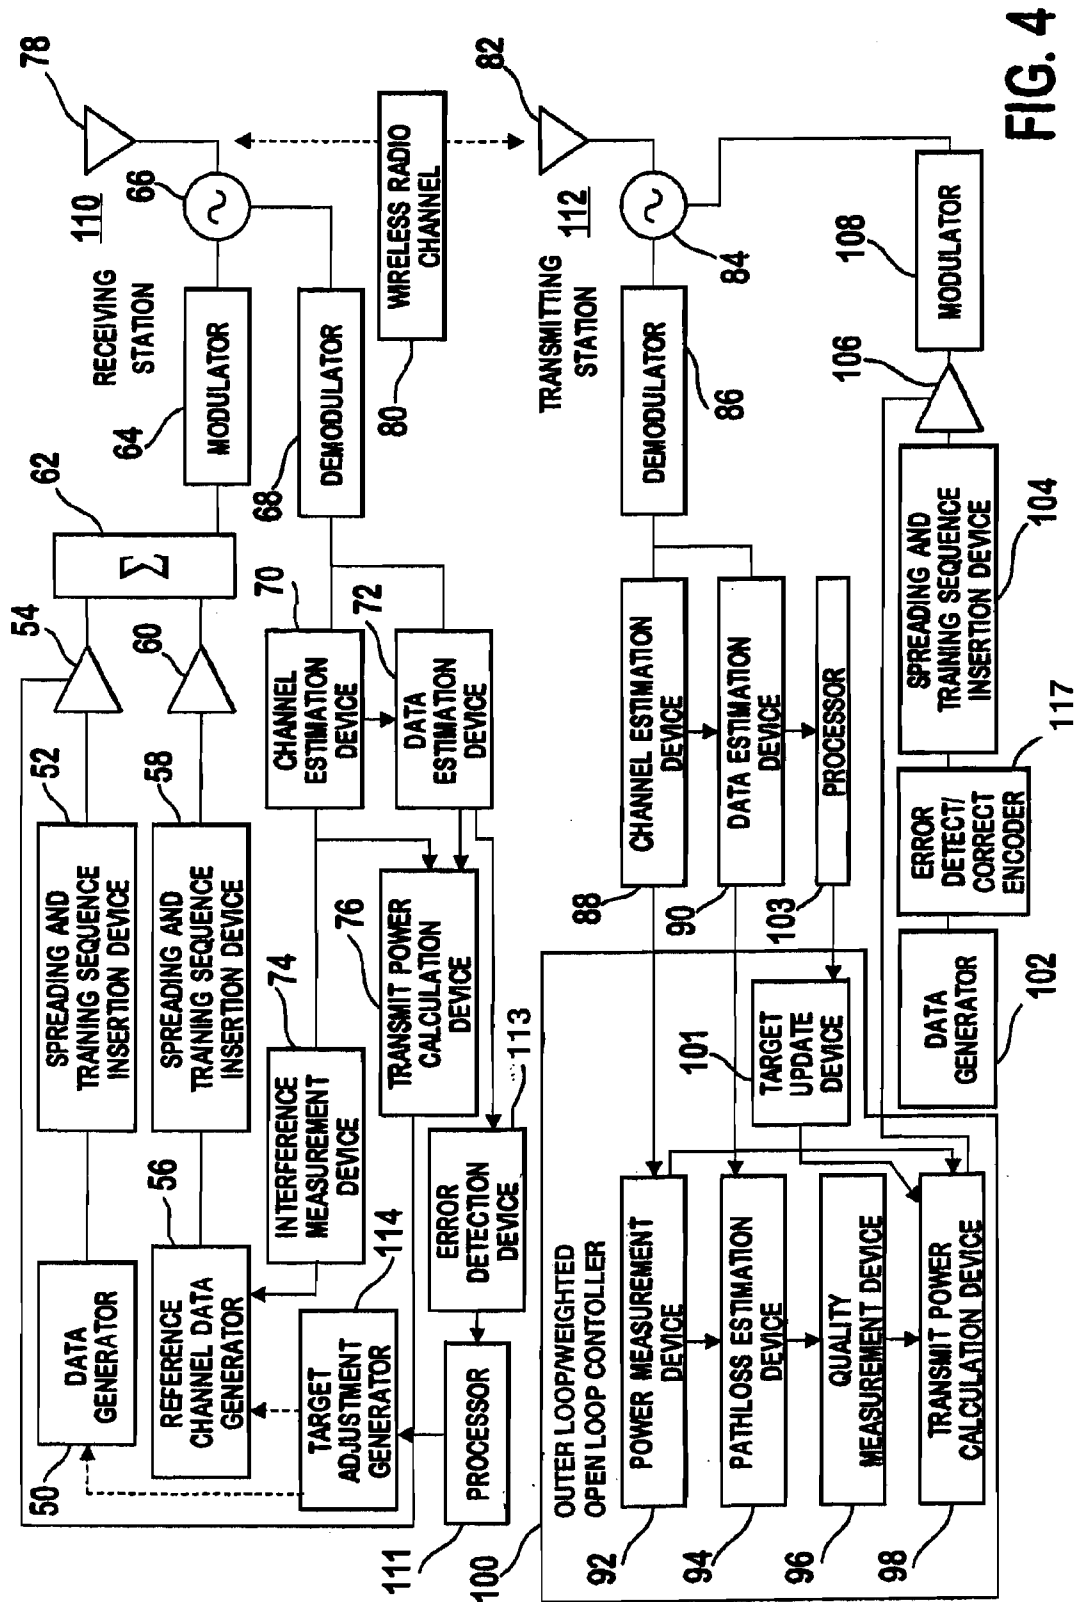 50
DATA
GENERATOR
52
SPREADING AND
TRAINING SEQUENCE
INSERTION DEVICE
54
56
REFERENCE
CHANNEL DATA
GENERATOR
58
SPREADING AND
TRAINING SEQUENCE
INSERTION DEVICE
60
62
Σ
64
MODULATOR
RECEIVING
STATION
110
66
78
114
TARGET
ADJUSTMENT
GENERATOR
74
INTERFERENCE
MEASUREMENT
DEVICE
70
CHANNEL
ESTIMATION
DEVICE
68
DEMODULATOR
76
TRANSMIT POWER
CALCULATION
DEVICE
72
DATA
ESTIMATION
DEVICE
80
WIRELESS RADIO
CHANNEL
111
PROCESSOR
ERROR
DETECTION
DEVICE
113
100
OUTER LOOP/WEIGHTED
OPEN LOOP CONTOLLER
92
POWER MEASUREMENT
DEVICE
94
PATHLOSS ESTIMATION
DEVICE
96
QUALITY
MEASUREMENT DEVICE
98
TRANSMIT POWER
CALCULATION DEVICE
101
TARGET
UPDATE
DEVICE
88
CHANNEL ESTIMATION
DEVICE
90
DATA ESTIMATION
DEVICE
103
PROCESSOR
TRANSMITTING
STATION
112
82
84
DEMODULATOR
86
DATA
GENERATOR
102
ERROR
DETECT/
CORRECT
ENCODER
117
SPREADING AND
TRAINING SEQUENCE
INSERTION DEVICE
104
106
108
MODULATOR
FIG. 4